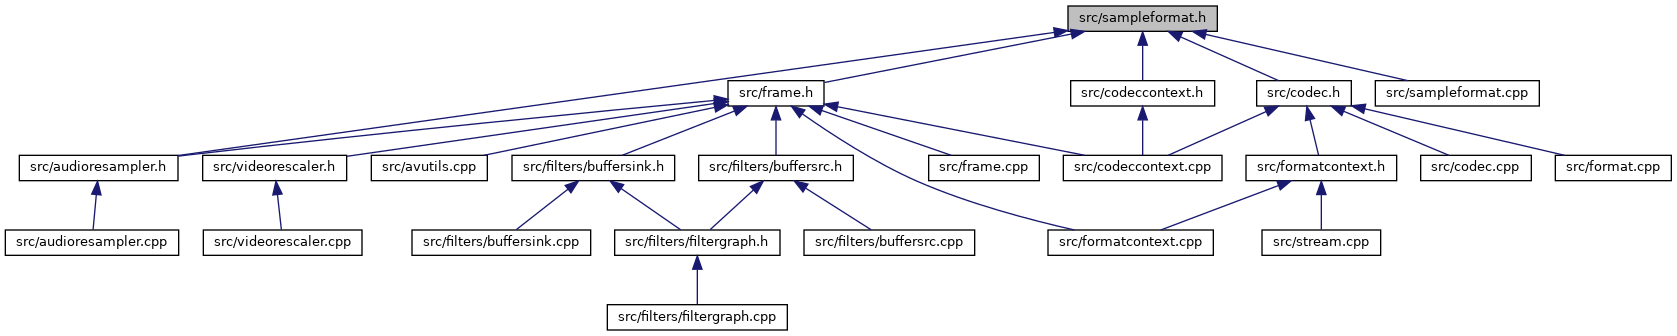 src/sampleformat.h
src/frame.h
src/codeccontext.h
src/codec.h
src/sampleformat.cpp
src/audioresampler.h
src/videorescaler.h
src/avutils.cpp
src/filters/buffersink.h
src/filters/buffersrc.h
src/frame.cpp
src/codeccontext.cpp
src/formatcontext.h
src/codec.cpp
src/format.cpp
src/audioresampler.cpp
src/videorescaler.cpp
src/filters/buffersink.cpp
src/filters/filtergraph.h
src/filters/buffersrc.cpp
src/formatcontext.cpp
src/stream.cpp
src/filters/filtergraph.cpp